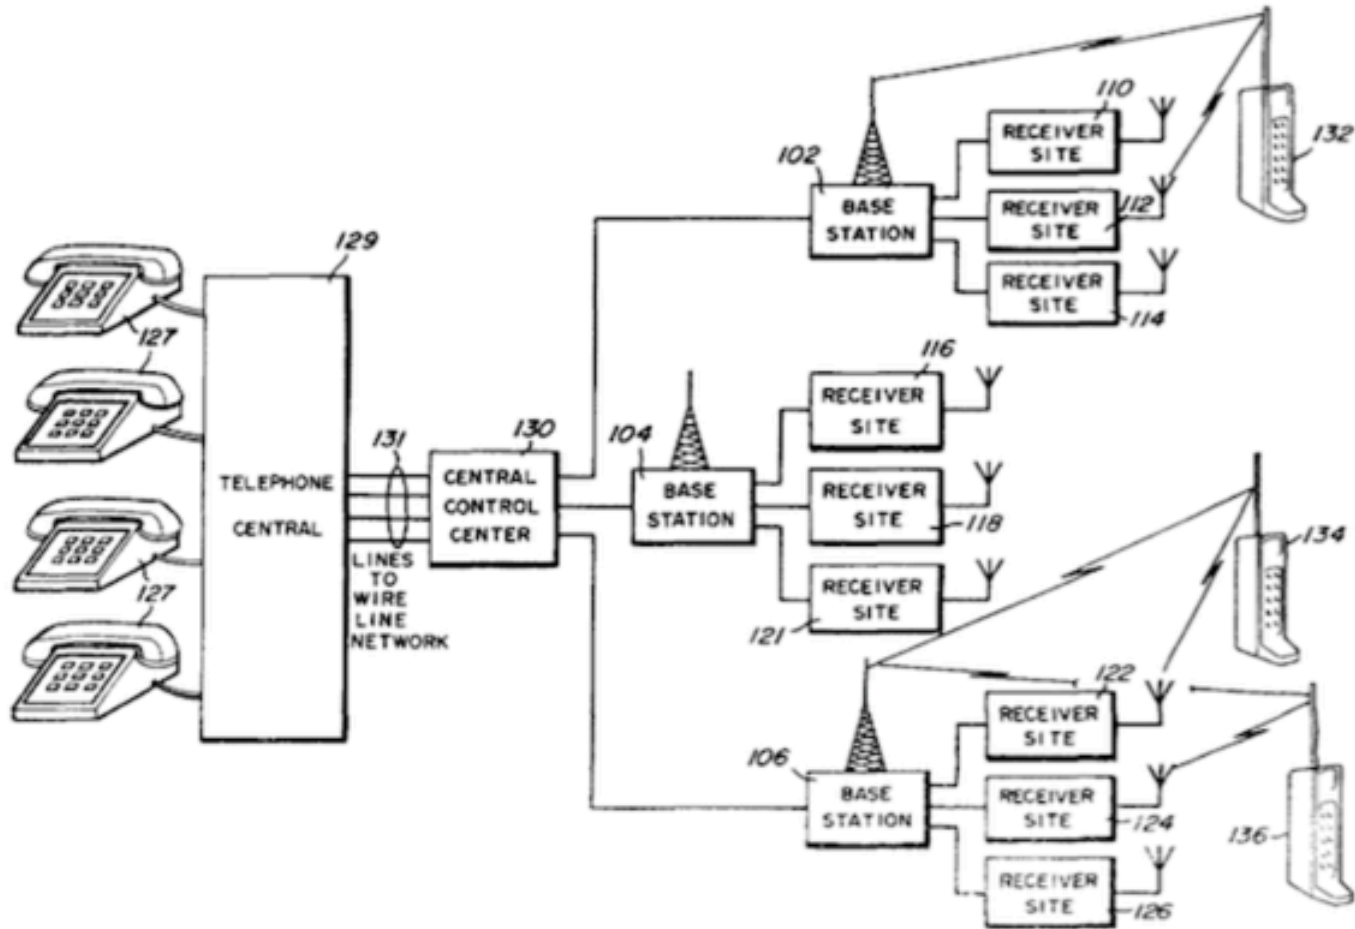 110
RECEIVER
SITE
132
102
BASE
STATION
RECEIVER
SITE
112
129
RECEIVER
SITE
114
127
127
116
RECEIVER
SITE
131
130
104
TELEPHONE
CENTRAL
CENTRAL
CONTROL
CENTER
BASE
STATION
RECEIVER
SITE
118
134
LINES
TO
WIRE
LINE
NETWORK
127
127
RECEIVER
SITE
121
122
RECEIVER
SITE
106
BASE
STATION
RECEIVER
SITE
124
136
RECEIVER
SITE
126